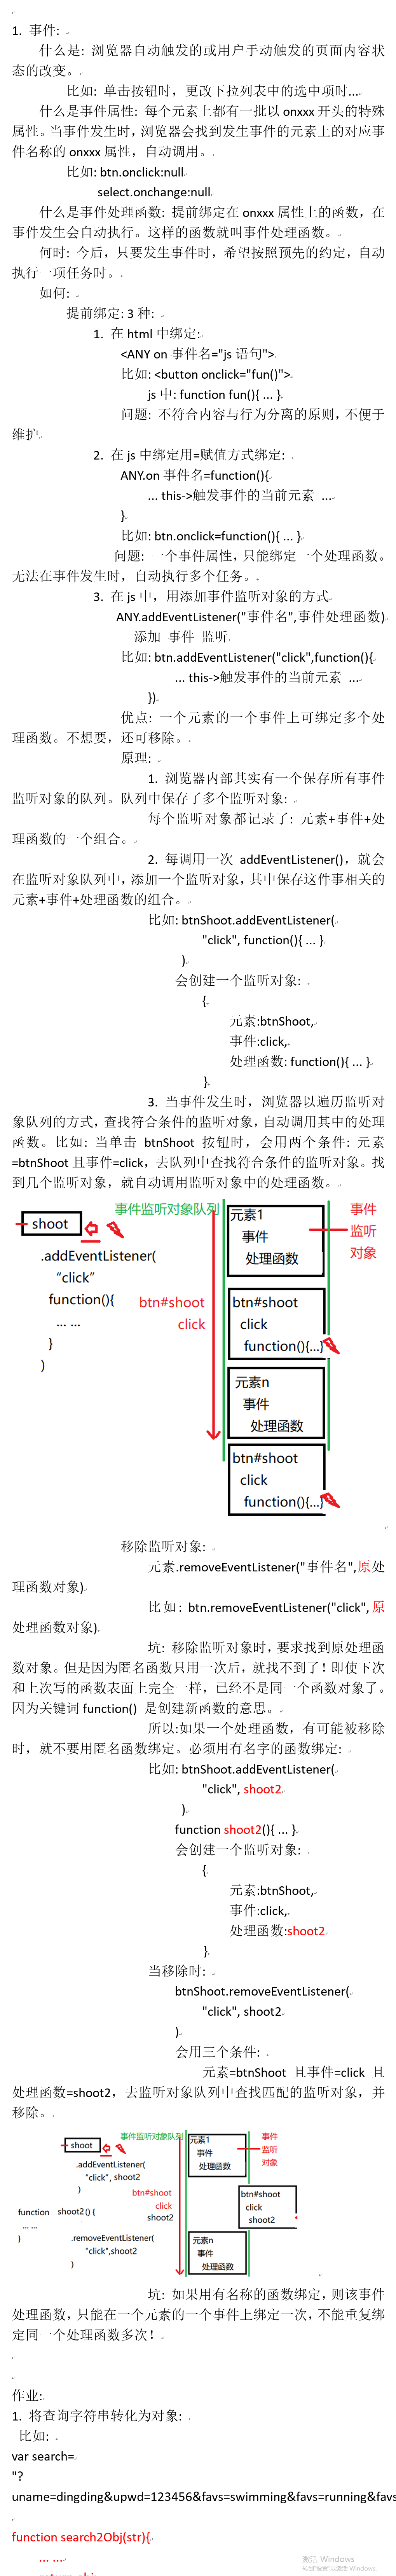 1. 事件:
什么是: 浏览器自动触发的或用户手动触发的页面内容状
态的改变。
比如: 单击按钮时，更改下拉列表中的选中项时...
什么是事件属性: 每个元素上都有一批以 onxxx 开头的特殊
属性。当事件发生时，浏览器会找到发生事件的元素上的对应事
件名称的 onxxx 属性，自动调用。
比如: btn.onclick:null
select.onchange:null
什么是事件处理函数: 提前绑定在 onxxx 属性上的函数，在
事件发生会自动执行。这样的函数就叫事件处理函数。
何时: 今后，只要发生事件时，希望按照预先的约定，自动
执行一项任务时。
如何:
提前绑定: 3 种:
1. 在 html 中绑定:
<ANY on 事件名="js 语句">
比如: <button onclick="fun()">
js 中: function fun(){ ... }
问题: 不符合内容与行为分离的原则，不便于
维护
2. 在 js 中绑定用=赋值方式绑定:
ANY.on 事件名=function(){
... this->触发事件的当前元素 ...
}
比如: btn.onclick=function(){ ... }
问题: 一个事件属性，只能绑定一个处理函数。
无法在事件发生时，自动执行多个任务。
3. 在 js 中，用添加事件监听对象的方式
ANY.addEventListener("事件名",事件处理函数)
添加 事件 监听
比如: btn.addEventListener("click",function(){
... this->触发事件的当前元素 ...
})
优点: 一个元素的一个事件上可绑定多个处
理函数。不想要，还可移除。
原理:
1. 浏览器内部其实有一个保存所有事件
监听对象的队列。队列中保存了多个监听对象:
每个监听对象都记录了: 元素+事件+处
理函数的一个组合。
2. 每调用一次 addEventListener()，就会
在监听对象队列中，添加一个监听对象，其中保存这件事相关的
元素+事件+处理函数的组合。
比如: btnShoot.addEventListener(
"click", function(){ ... }
)
会创建一个监听对象:
{
元素:btnShoot,
事件:click,
处理函数: function(){ ... }
}
3. 当事件发生时，浏览器以遍历监听对
象队列的方式，查找符合条件的监听对象，自动调用其中的处理
函数。比如: 当单击 btnShoot 按钮时，会用两个条件: 元素
=btnShoot 且事件=click，去队列中查找符合条件的监听对象。找
到几个监听对象，就自动调用监听对象中的处理函数。
shoot
.addEventListener(
"click"
function(){
... ...
}
)
事件监听对象队列
btn#shoot
click
元素1
事件
处理函数
事件
监听
对象
btn#shoot
click
function(){...}
元素n
事件
处理函数
btn#shoot
click
function(){...}
移除监听对象:
元素.removeEventListener("事件名",原处
理函数对象)
比如: btn.removeEventListener("click",原
处理函数对象)
坑: 移除监听对象时，要求找到原处理函
数对象。但是因为匿名函数只用一次后，就找不到了！即使下次
和上次写的函数表面上完全一样，已经不是同一个函数对象了。
因为关键词 function() 是创建新函数的意思。
所以:如果一个处理函数，有可能被移除
时，就不要用匿名函数绑定。必须用有名字的函数绑定:
比如: btnShoot.addEventListener(
"click", shoot2
)
function shoot2(){ ... }
会创建一个监听对象:
{
元素:btnShoot,
事件:click,
处理函数:shoot2
}
当移除时:
btnShoot.removeEventListener(
"click", shoot2
)
会用三个条件:
元素=btnShoot 且事件=click 且
处理函数=shoot2，去监听对象队列中查找匹配的监听对象，并
移除。
shoot
.addEventListener(
"click", shoot2
)
function shoot2() {
... ...
}
.removeEventListener(
"click",shoot2
)
事件监听对象队列
btn#shoot
click
shoot2
元素1
事件
处理函数
事件
监听
对象
btn#shoot
click
shoot2
元素n
事件
处理函数
坑: 如果用有名称的函数绑定，则该事件
处理函数，只能在一个元素的一个事件上绑定一次，不能重复绑
定同一个处理函数多次！
作业:
1. 将查询字符串转化为对象:
比如:
var search=
"?
uname=dingding&upwd=123456&favs=swimming&favs=running&favs
function search2Obj(str){
... ...
激活 Windows
转到"设置"以激活 Windows。